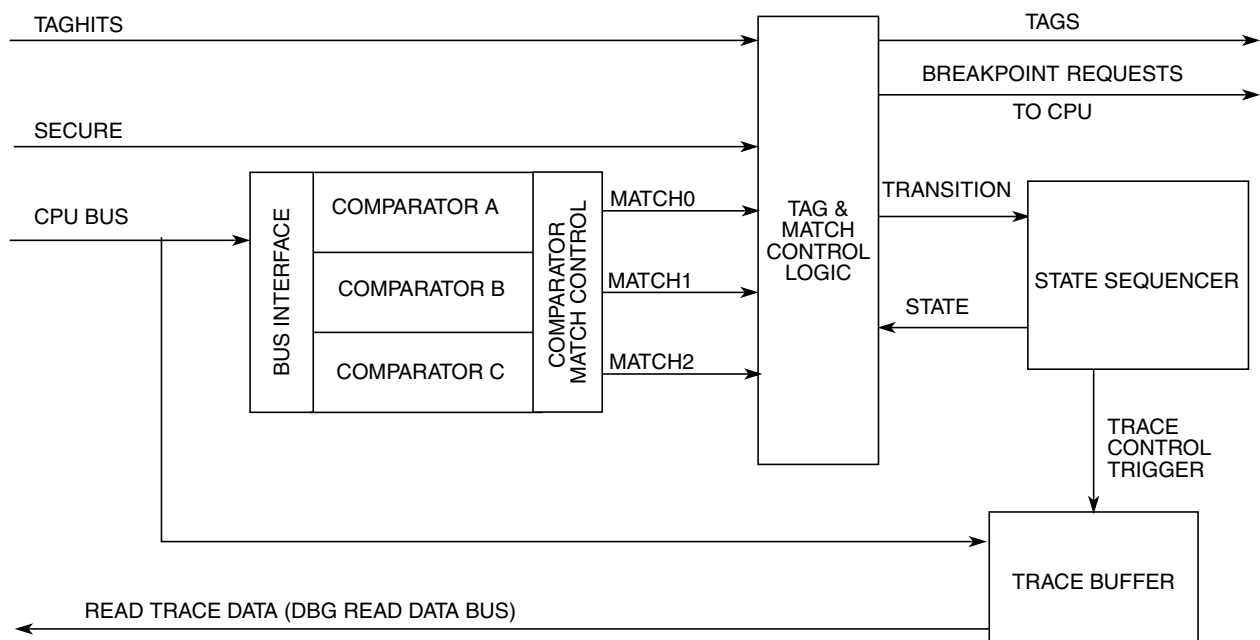 TAGHITS
TAGS
BREAKPOINT REQUESTS
TO CPU
SECURE
CPU BUS
BUS INTERFACE
COMPARATOR A
COMPARATOR B
COMPARATOR C
COMPARATOR
MATCH CONTROL
MATCH0
MATCH1
MATCH2
TAG &
MATCH
CONTROL
LOGIC
TRANSITION
STATE
STATE SEQUENCER
TRACE
CONTROL
TRIGGER
TRACE BUFFER
READ TRACE DATA (DBG READ DATA BUS)